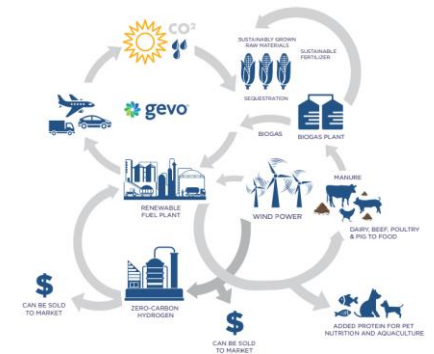 CO²
SUSTAINABLY GROWN
RAW MATERIALS
SUSTAINABLE
FERTILIZER
SEQUESTRATION
gevo
BIOGAS
BIOGAS PLANT
MANURE
RENEWABLE
FUEL PLANT
WIND POWER
DAIRY, BEEF, POULTRY
& PIG TO FOOD
$
CAN BE SOLD
TO MARKET
ZERO-CARBON
HYDROGEN
$
CAN BE SOLD
TO MARKET
ADDED PROTEIN FOR PET
NUTRITION AND AQUACULTURE